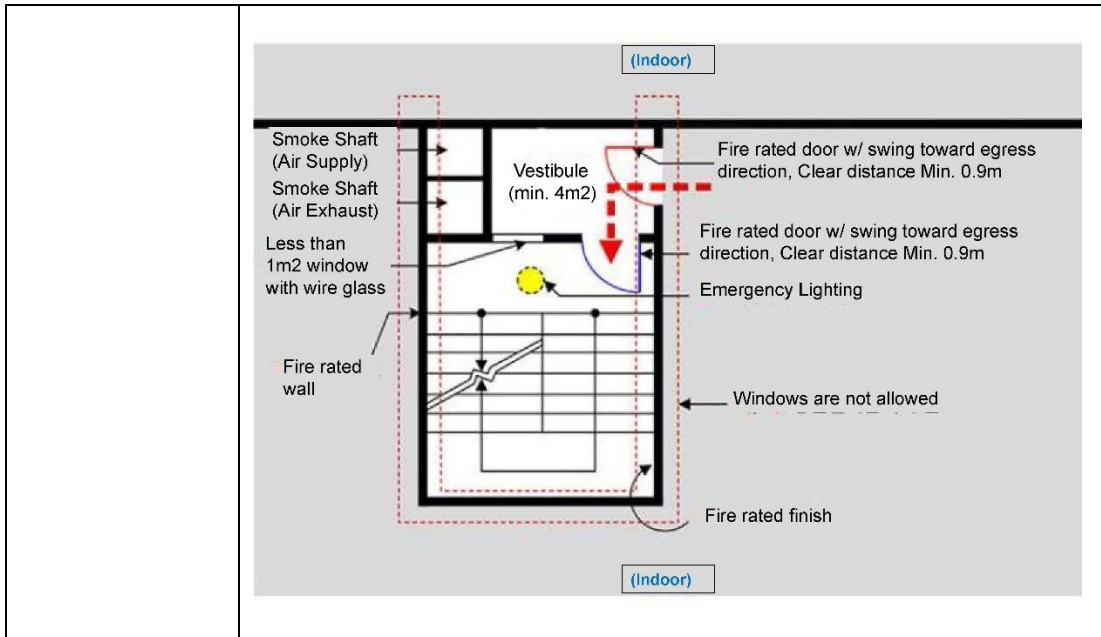 (Indoor)
Smoke Shaft
(Air Supply)
Smoke Shaft
(Air Exhaust)
Less than
1m2 window
with wire glass
Fire rated
wall
Vestibule
(min. 4m2)
Fire rated door w/ swing toward egress
direction, Clear distance Min. 0.9m
Fire rated door w/ swing toward egress
direction, Clear distance Min. 0.9m
Emergency Lighting
Windows are not allowed
Fire rated finish
(Indoor)